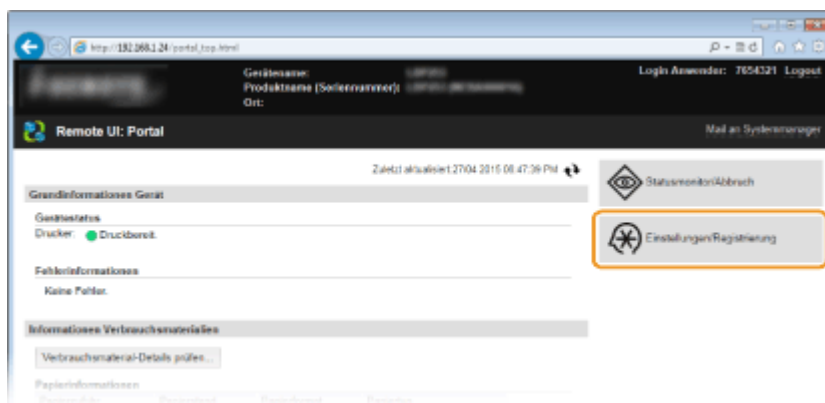 http://192.168.1.24/portal_top.html
Gerätename:
Login Anwender: 7654321 Logout
Produktname (Seriennummer):
Ort:
Remote UI: Portal
Mail an Systemmanager
Zuletzt aktualisiert:27/04 2015 08:47:39 PM
Statusmonitor/Abbruch
Grundinformationen Gerät
Gerätestatus
Drucker: Druckbereit.
Einstellungen/Registrierung
Fehlerinformationen
Keine Fehler.
Informationen Verbrauchsmaterialien
Verbrauchsmaterial-Details prüfen...
Papierinformationen